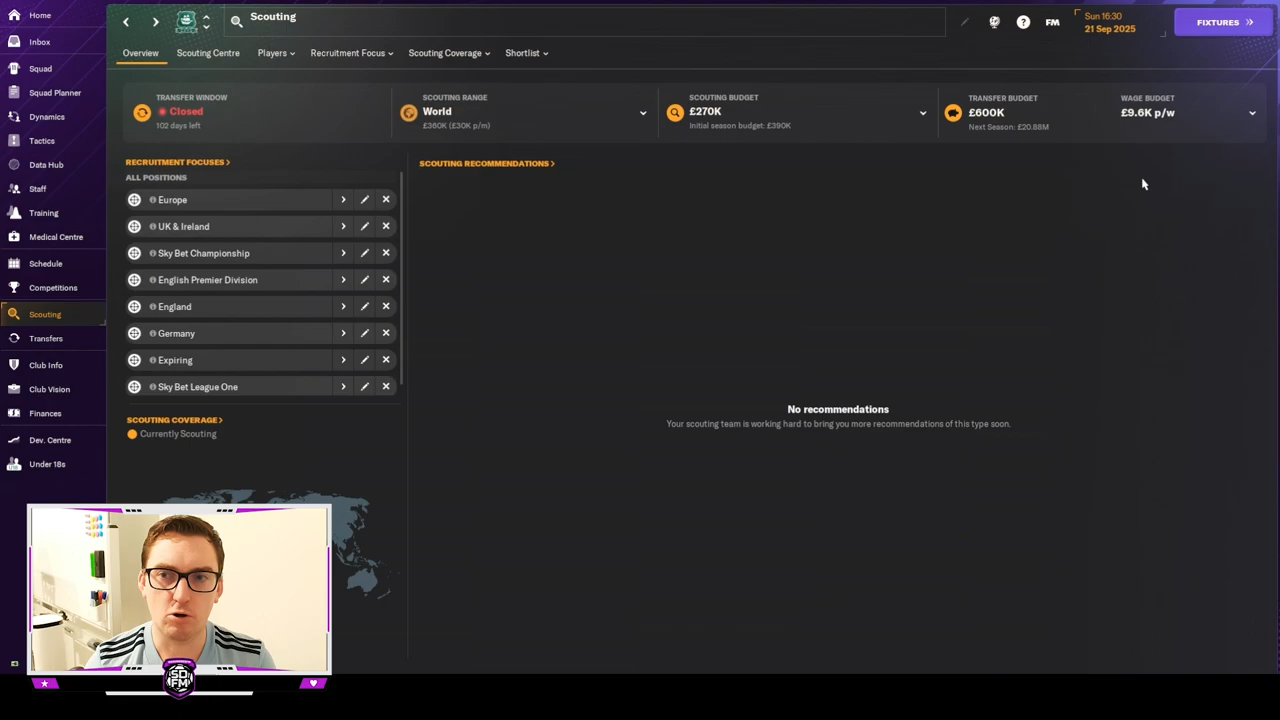 Home
Inbox
Squad
Squad Planner
Dynamics
Tactics
Data Hub
Staff
Training
Medical Centre
Schedule
Competitions
Scouting
Transfers
Club Info
Club Vision
Finances
Dev. Centre
Under 18s
Scouting
FM
Sun 16:30
21 Sep 2025
FIXTURES
Overview
Scouting Centre
Players
Recruitment Focus
Scouting Coverage
Shortlist
TRANSFER WINDOW
Closed
102 days left
SCOUTING RANGE
World
£360K (£30K p/m)
SCOUTING BUDGET
£270K
Initial season budget: £390K
TRANSFER BUDGET
£600K
Next Season: £20.88M
WAGE BUDGET
£9.6K p/w
RECRUITMENT FOCUSES >
ALL POSITIONS
Europe
UK & Ireland
Sky Bet Championship
English Premier Division
England
Germany
Expiring
Sky Bet League One
SCOUTING COVERAGE >
Currently Scouting
SCOUTING RECOMMENDATIONS >
No recommendations
Your scouting team is working hard to bring you more recommendations of this type soon.
SD
FM